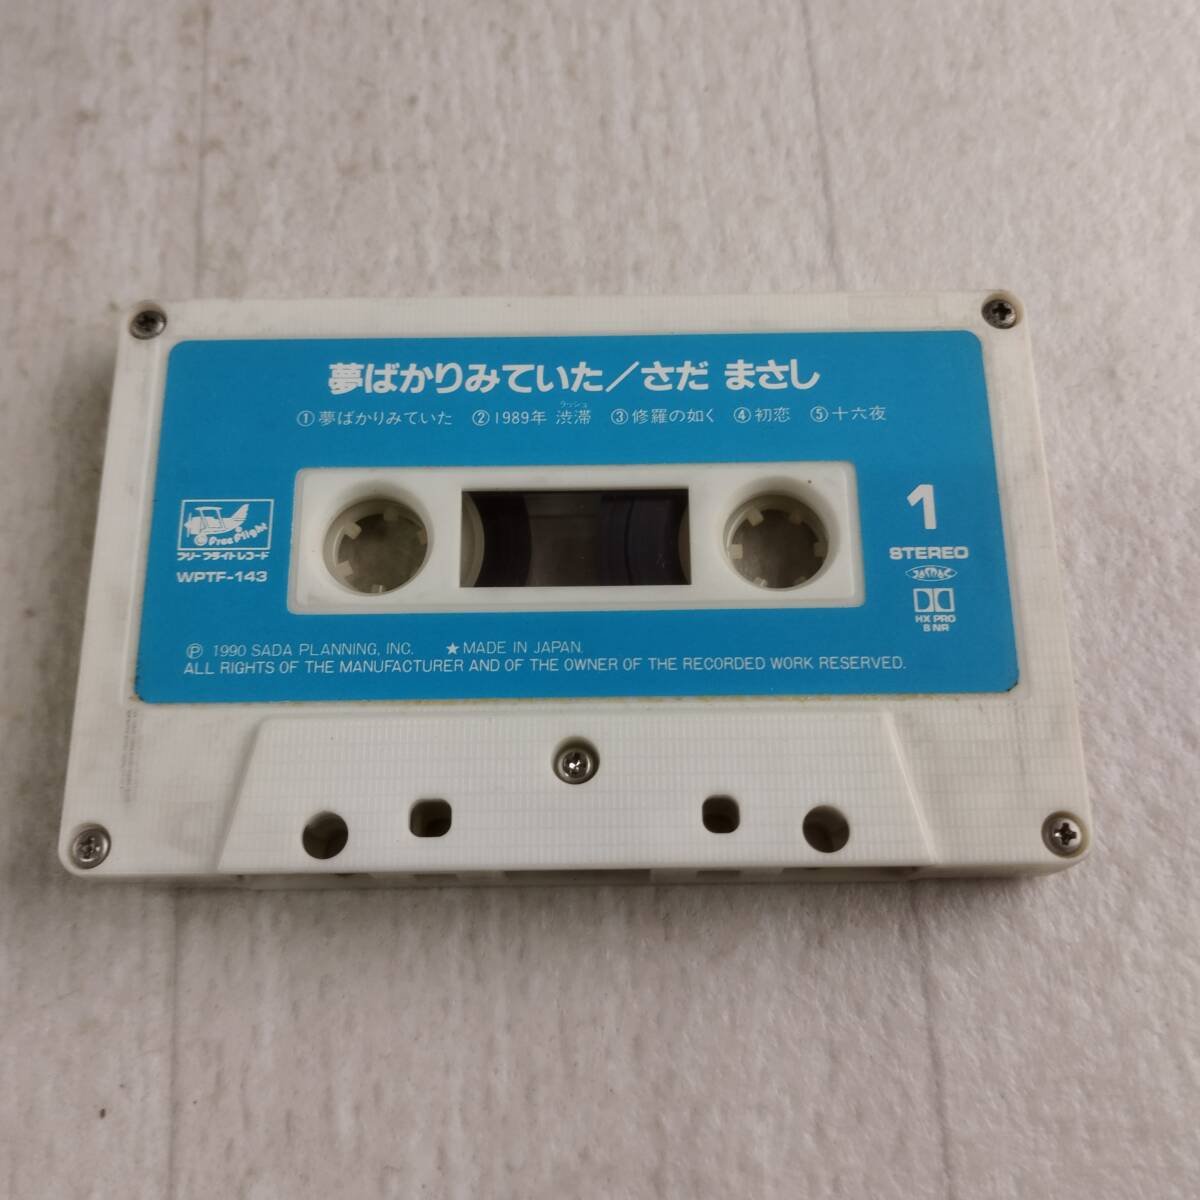 夢ばかりみていた／さだ まさし
ラッシュ
①夢ばかりみていた ②1989年 渋滞 ③修羅の如く ④初恋 ⑤十六夜
Free Flight
フリーフライトレコード
WPTF-143
1
STEREO
JASRAC
HX PRO
B NR
Ⓟ 1990 SADA PLANNING, INC. ★MADE IN JAPAN.
ALL RIGHTS OF THE MANUFACTURER AND OF THE OWNER OF THE RECORDED WORK RESERVED.